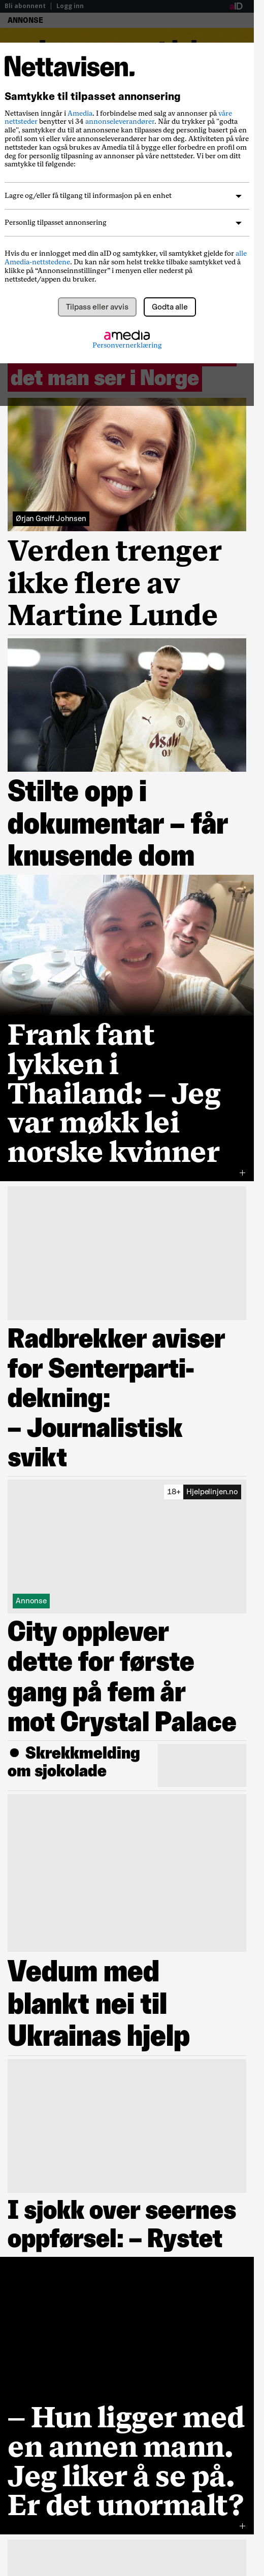 Bli abonnent | Logg inn
aID
ANNONSE
Nettavisen.
Samtykke til tilpasset annonsering
Nettavisen inngår i Amedia. I forbindelse med salg av annonser på våre
nettsteder benytter vi 34 annonseleverandører. Når du trykker på "godta
alle", samtykker du til at annonsene kan tilpasses deg personlig basert på en
profil som vi eller våre annonseleverandører har om deg. Aktiviteten på våre
nettsteder kan også brukes av Amedia til å bygge eller forbedre en profil om
deg for personlig tilpasning av annonser på våre nettsteder. Vi ber om ditt
samtykke til følgende:
Lagre og/eller få tilgang til informasjon på en enhet
Personlig tilpasset annonsering
Hvis du er innlogget med din aID og samtykker, vil samtykket gjelde for alle
Amedia-nettstedene. Du kan når som helst trekke tilbake samtykket ved å
klikke på “Annonseinnstillinger” i menyen eller nederst på
nettstedet/appen du bruker.
Tilpass eller avvis
Godta alle
amedia
Personvernerklæring
det man ser i Norge
Ørjan Greiff Johnsen
Verden trenger
ikke flere av
Martine Lunde
Stilte opp i
dokumentar – får
knusende dom
Frank fant
lykken i
Thailand: – Jeg
var møkk lei
norske kvinner
Radbrekker aviser
for Senterparti-
dekning:
– Journalistisk
svikt
18+ Hjelpelinjen.no
Annonse
City opplever
dette for første
gang på fem år
mot Crystal Palace
● Skrekkmelding
om sjokolade
Vedum med
blankt nei til
Ukrainas hjelp
I sjokk over seernes
oppførsel: – Rystet
– Hun ligger med
en annen mann.
Jeg liker å se på.
Er det unormalt?